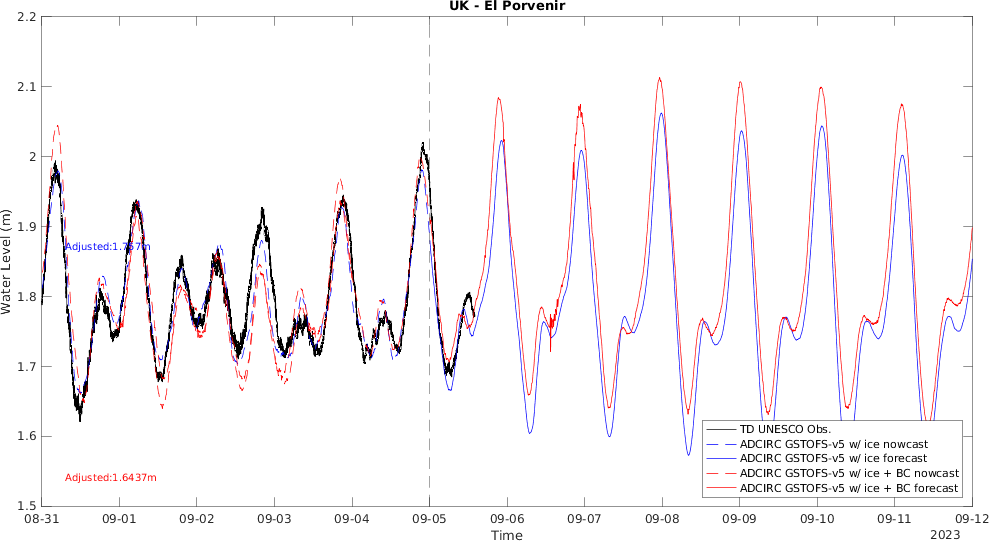 UK - El Porvenir
2.2
2.1
2
1.9
1.8
1.7
1.6
1.5
Water Level (m)
Adjusted:1.757m
Adjusted:1.6437m
TD UNESCO Obs.
ADCIRC GSTOFS-v5 w/ ice nowcast
ADCIRC GSTOFS-v5 w/ ice forecast
ADCIRC GSTOFS-v5 w/ ice + BC nowcast
ADCIRC GSTOFS-v5 w/ ice + BC forecast
08-31 09-01 09-02 09-03 09-04 09-05 09-06 09-07 09-08 09-09 09-10 09-11 09-12
Time
2023